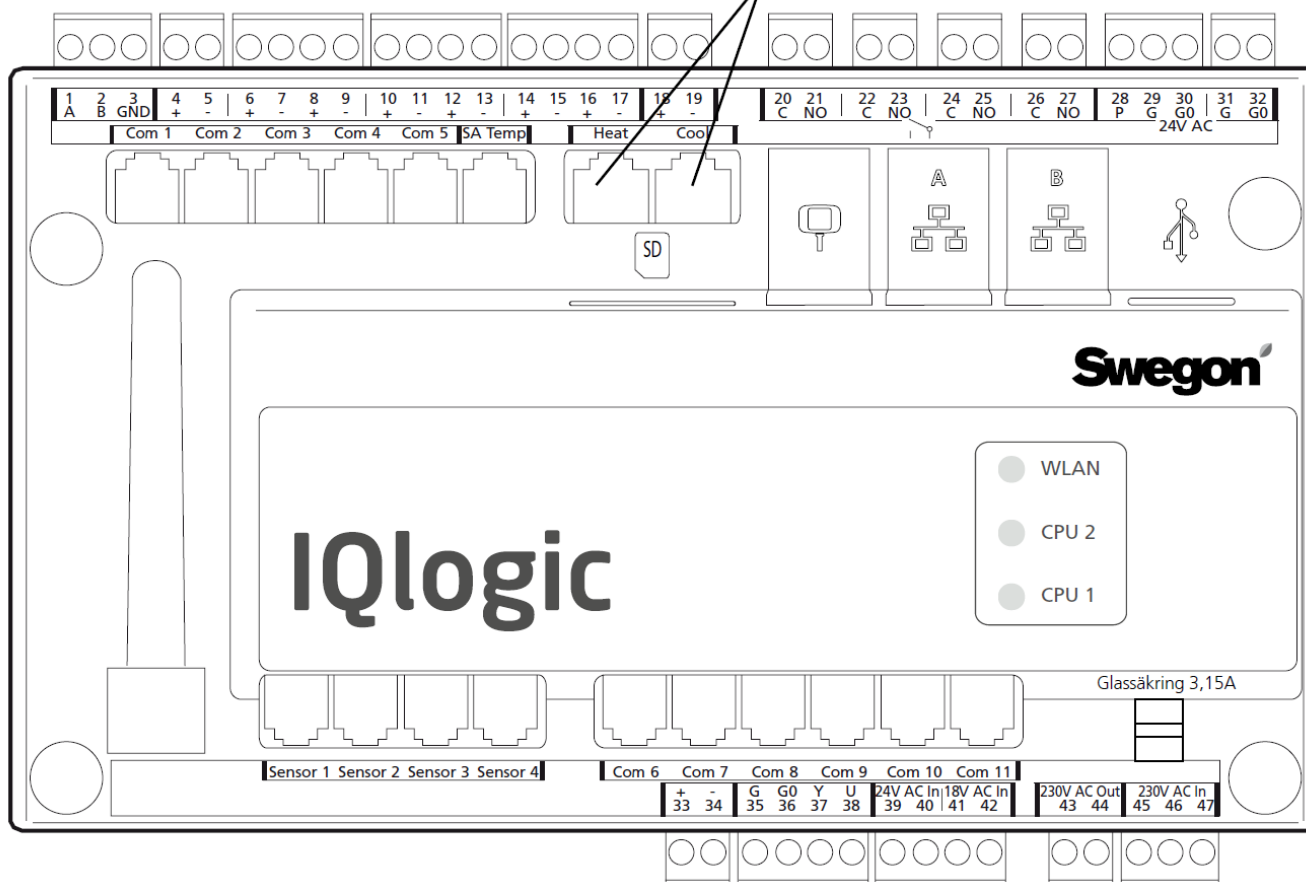 1 2 3 4 5 6 7 8 9 10 11 12 13 14 15 16 17 18 19 20 21 22 23 24 25 26 27 28 29 30 31 32
A B GND + - | + - + - | + - + - | + - + - + - C NO | C NO | C NO | C NO P G G0 | G G0
24V AC
Com 1 Com 2 Com 3 Com 4 Com 5 SA Temp Heat Cool
A B
SD
Swegon
WLAN
CPU 2
CPU 1
IQlogic
Glassäkring 3,15A
Sensor 1 Sensor 2 Sensor 3 Sensor 4 Com 6 Com 7 Com 8 Com 9 Com 10 Com 11
+ - G G0 Y U 24V AC In 18V AC In 230V AC Out 230V AC In
33 34 35 36 37 38 39 40 41 42 43 44 45 46 47